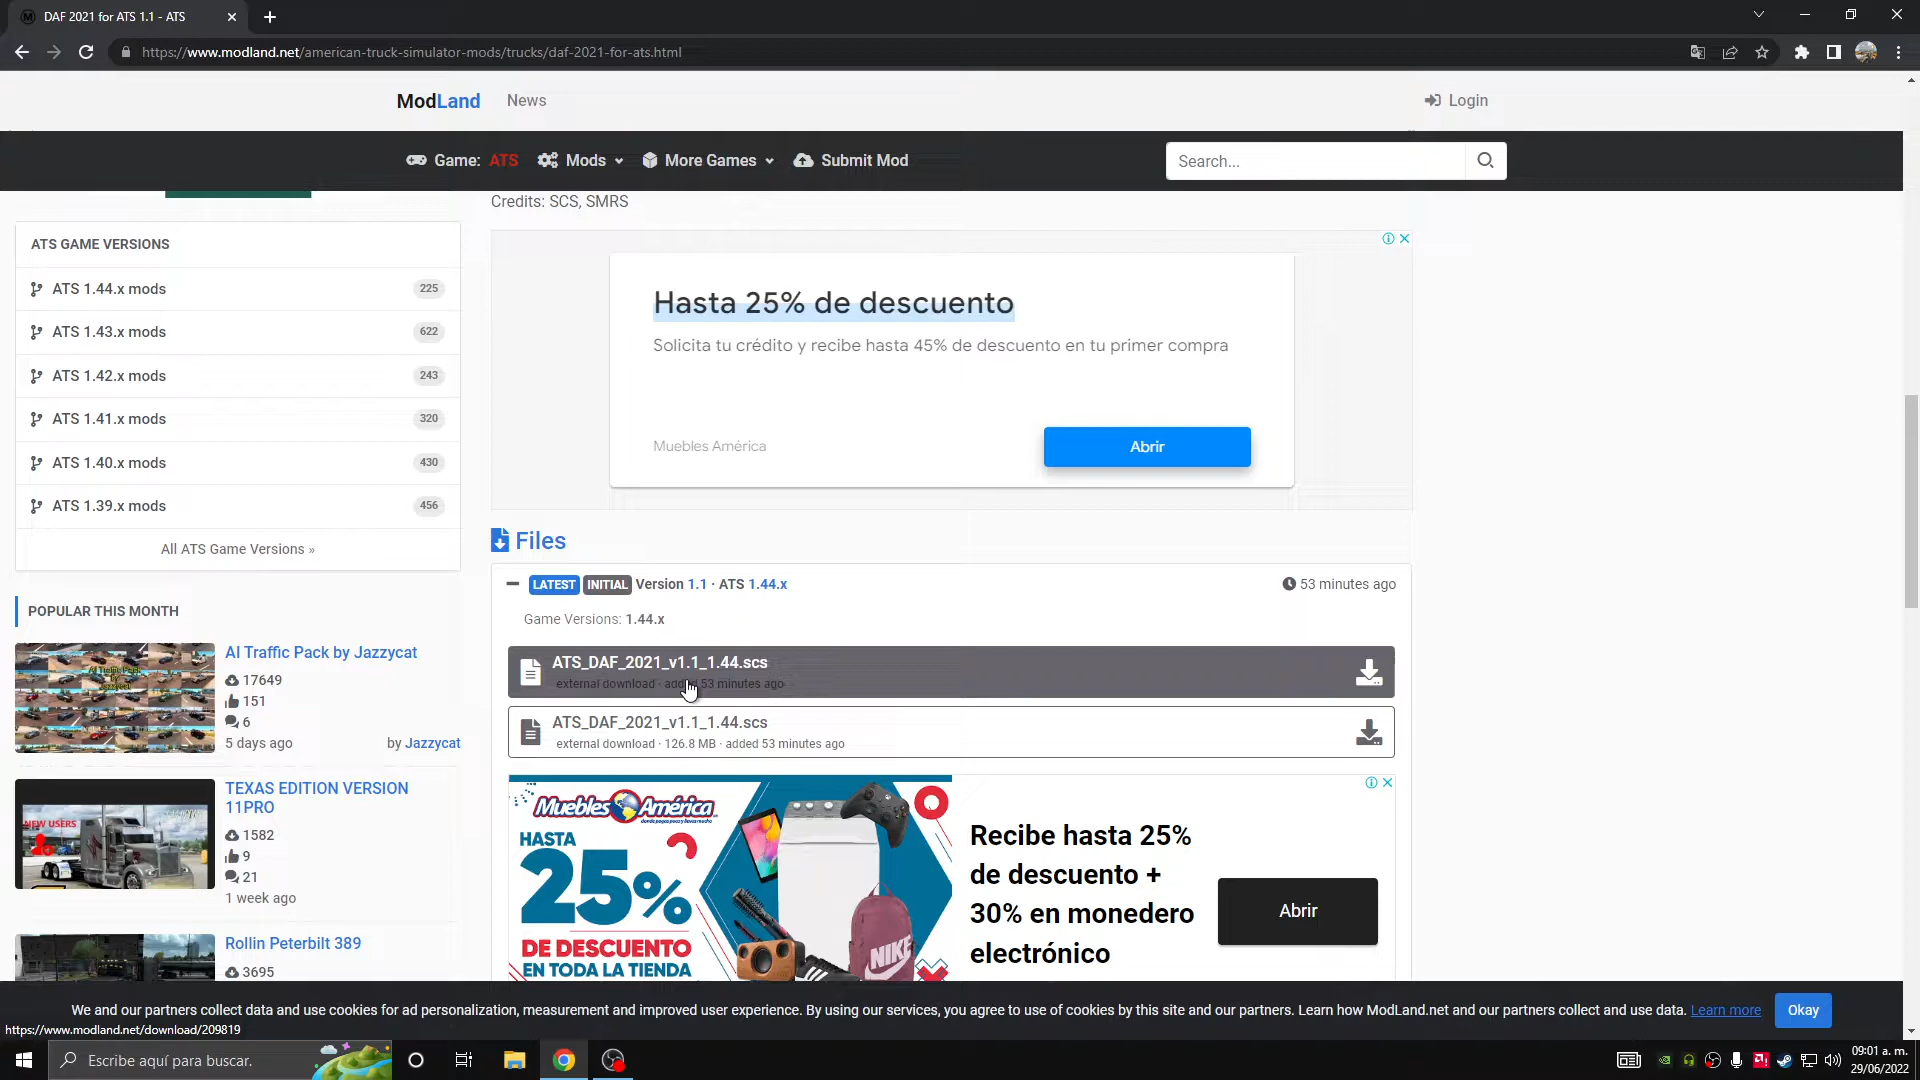 DAF 2021 for ATS 1.1 - ATS
https://www.modland.net/american-truck-simulator-mods/trucks/daf-2021-for-ats.html
ModLand News Login
Game: ATS Mods More Games Submit Mod Search...
Credits: SCS, SMRS
ATS GAME VERSIONS
ATS 1.44.x mods 225
ATS 1.43.x mods 622
ATS 1.42.x mods 243
ATS 1.41.x mods 320
ATS 1.40.x mods 430
ATS 1.39.x mods 456
All ATS Game Versions »
Hasta 25% de descuento
Solicita tu crédito y recibe hasta 45% de descuento en tu primer compra
Muebles América Abrir
Files
LATEST INITIAL Version 1.1 · ATS 1.44.x 53 minutes ago
Game Versions: 1.44.x
ATS_DAF_2021_v1.1_1.44.scs
external download · added 53 minutes ago
ATS_DAF_2021_v1.1_1.44.scs
external download · 126.8 MB · added 53 minutes ago
POPULAR THIS MONTH
AI Traffic Pack by Jazzycat
17649
151
6
5 days ago by Jazzycat
TEXAS EDITION VERSION
11PRO
1582
9
21
1 week ago
NEW USERS
Rollin Peterbilt 389
3695
Muebles América
HASTA
25%
DE DESCUENTO
EN TODA LA TIENDA
NIKE
Recibe hasta 25%
de descuento +
30% en monedero
electrónico
Abrir
We and our partners collect data and use cookies for ad personalization, measurement and improved user experience. By using our services, you agree to use of cookies by this site and our partners. Learn how ModLand.net and our partners collect and use data. Learn more Okay
https://www.modland.net/download/209819
Escribe aquí para buscar.
09:01 a. m.
29/06/2022